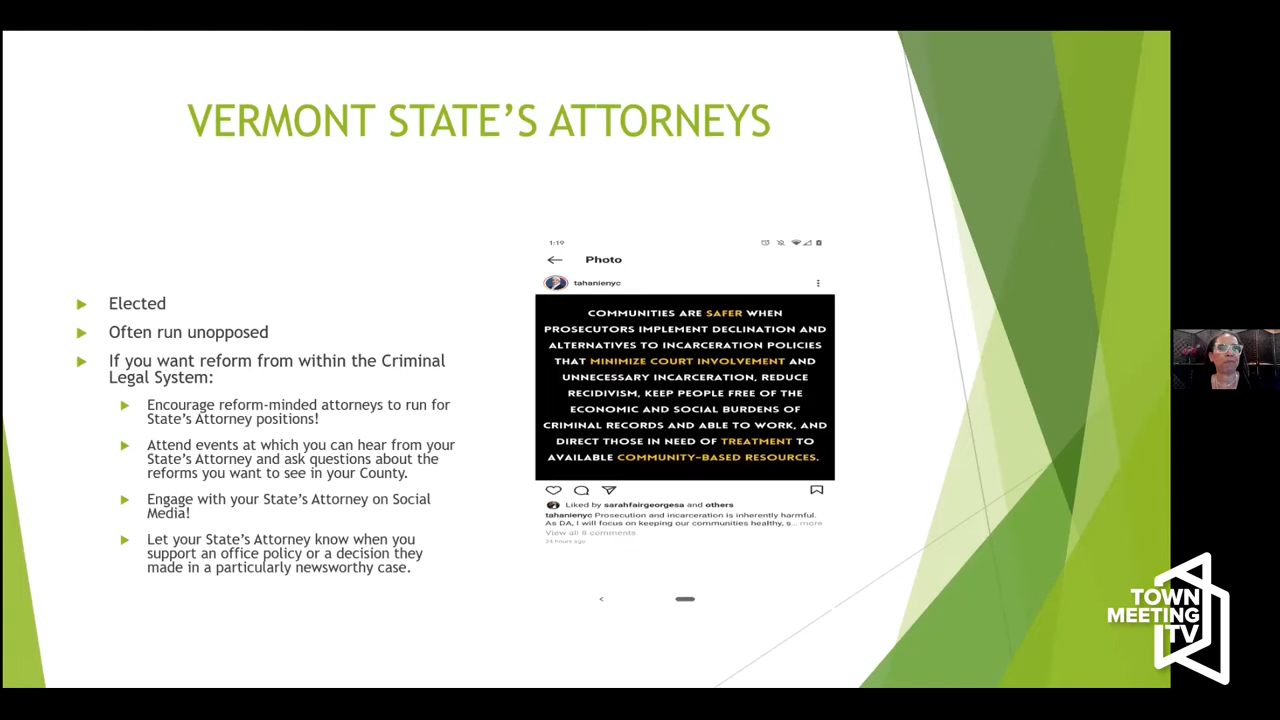 VERMONT STATE'S ATTORNEYS
Elected
Often run unopposed
If you want reform from within the Criminal
Legal System:
Encourage reform-minded attorneys to run for
State's Attorney positions!
Attend events at which you can hear from your
State's Attorney and ask questions about the
reforms you want to see in your County.
Engage with your State's Attorney on Social
Media!
Let your State's Attorney know when you
support an office policy or a decision they
made in a particularly newsworthy case.
1:19
Photo
tahanienyc
COMMUNITIES ARE SAFER WHEN
PROSECUTORS IMPLEMENT DECLINATION AND
ALTERNATIVES TO INCARCERATION POLICIES
THAT MINIMIZE COURT INVOLVEMENT AND
UNNECESSARY INCARCERATION, REDUCE
RECIDIVISM, KEEP PEOPLE FREE OF THE
ECONOMIC AND SOCIAL BURDENS OF
CRIMINAL RECORDS AND ABLE TO WORK, AND
DIRECT THOSE IN NEED OF TREATMENT TO
AVAILABLE COMMUNITY-BASED RESOURCES.
Liked by sarahfairgeorgesa and others
tahanienyc Prosecution and incarceration is inherently harmful.
As DA, I will focus on keeping our communities healthy, s... more
View all 8 comments
24 hours ago
TOWN
MEETING
TV